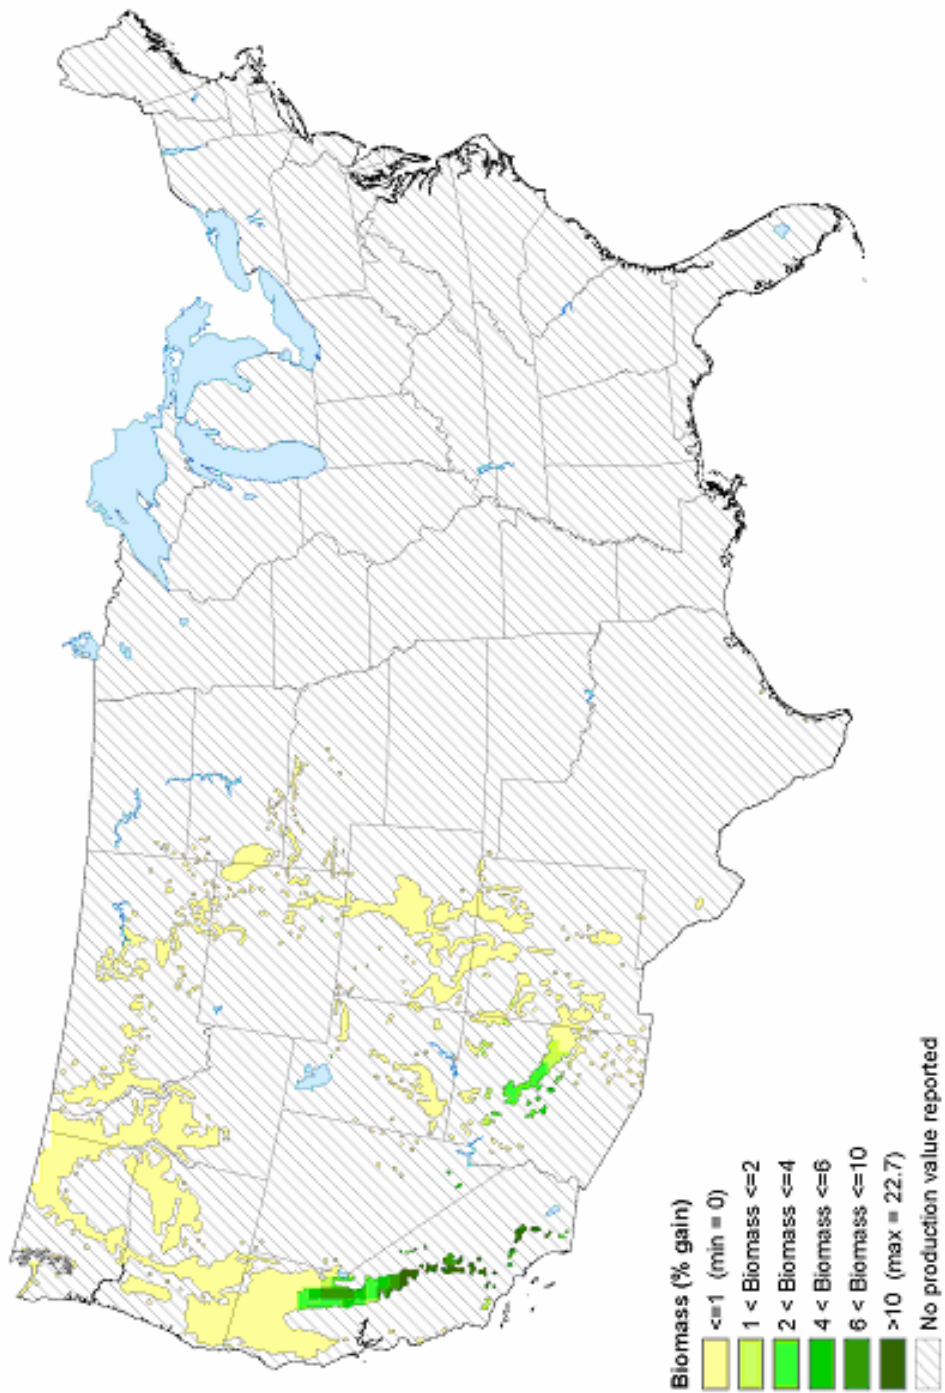 Biomass (% gain)
<=1 (min = 0)
1 < Biomass <=2
2 < Biomass <=4
4 < Biomass <=6
6 < Biomass <=10
>10 (max = 22.7)
No production value reported